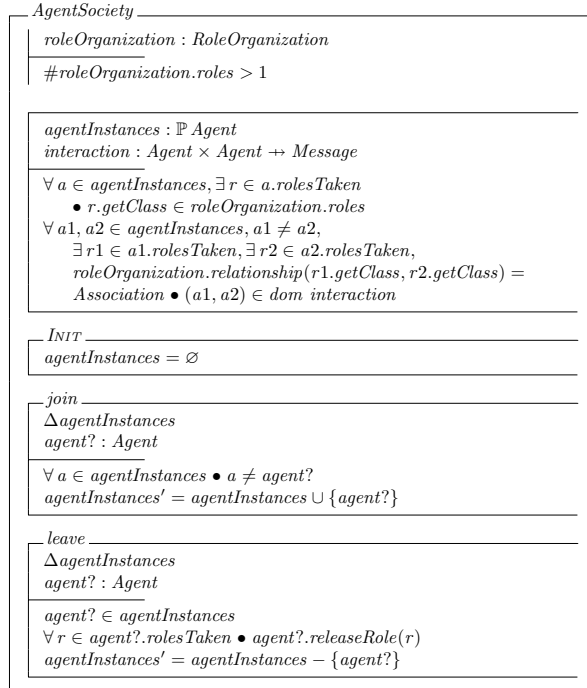 AgentSociety
roleOrganization : RoleOrganization
#roleOrganization.roles > 1
agentInstances : ℙ Agent
interaction : Agent × Agent ⇸ Message
∀ a ∈ agentInstances, ∃ r ∈ a.rolesTaken
• r.getClass ∈ roleOrganization.roles
∀ a1, a2 ∈ agentInstances, a1 ≠ a2,
∃ r1 ∈ a1.rolesTaken, ∃ r2 ∈ a2.rolesTaken,
roleOrganization.relationship(r1.getClass, r2.getClass) =
Association • (a1, a2) ∈ dom interaction
INIT
agentInstances = ∅
join
ΔagentInstances
agent? : Agent
∀ a ∈ agentInstances • a ≠ agent?
agentInstances′ = agentInstances ∪ {agent?}
leave
ΔagentInstances
agent? : Agent
agent? ∈ agentInstances
∀ r ∈ agent?.rolesTaken • agent?.releaseRole(r)
agentInstances′ = agentInstances − {agent?}